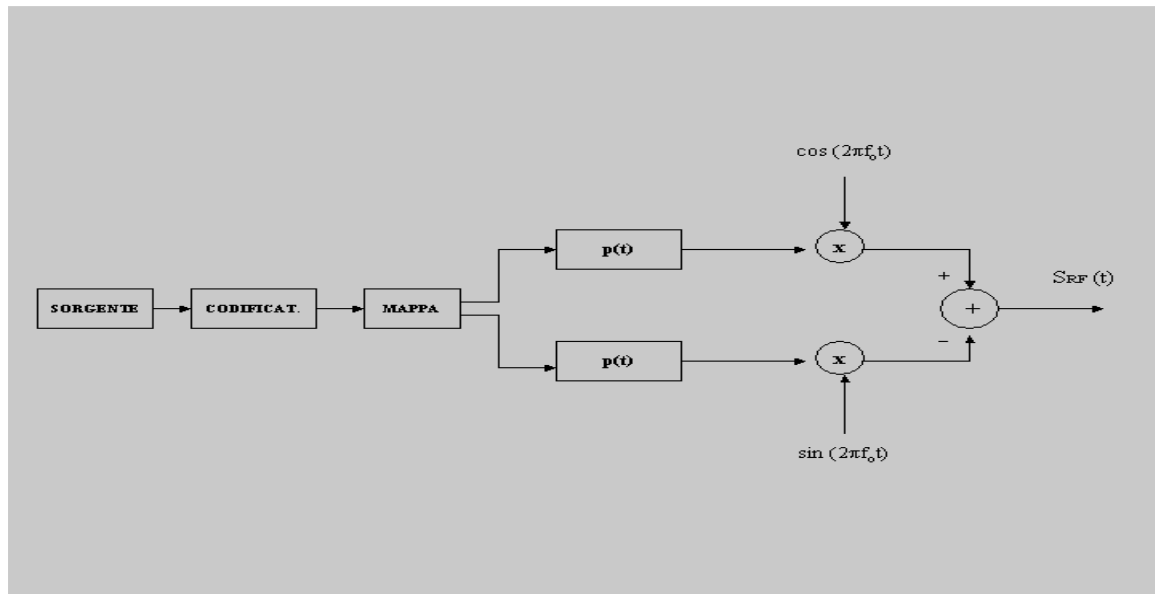 cos (2πf₀t)
p(t)
x
+
SRF (t)
SORGENTE
CODIFICAT.
MAPPA
+
−
p(t)
x
sin (2πf₀t)